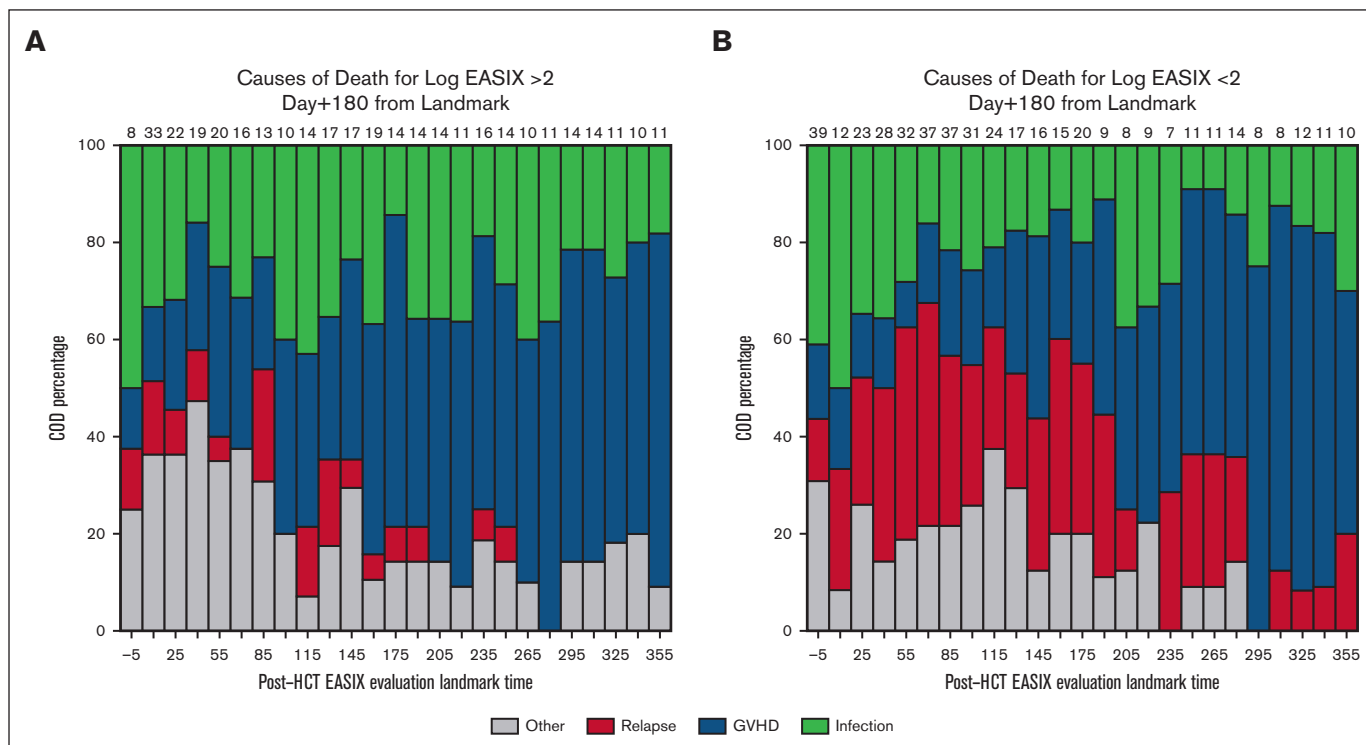 A
Causes of Death for Log EASIX >2
Day+180 from Landmark
8 33 22 19 20 16 13 10 14 17 17 19 14 14 14 11 16 14 10 11 14 14 11 10 11
100
80
60
40
20
0
COD percentage
–5 25 55 85 115 145 175 205 235 265 295 325 355
Post–HCT EASIX evaluation landmark time
B
Causes of Death for Log EASIX <2
Day+180 from Landmark
39 12 23 28 32 37 37 31 24 17 16 15 20 9 8 9 7 11 11 14 8 8 12 11 10
100
80
60
40
20
0
COD percentage
–5 25 55 85 115 145 175 205 235 265 295 325 355
Post–HCT EASIX evaluation landmark time
Other Relapse GVHD Infection